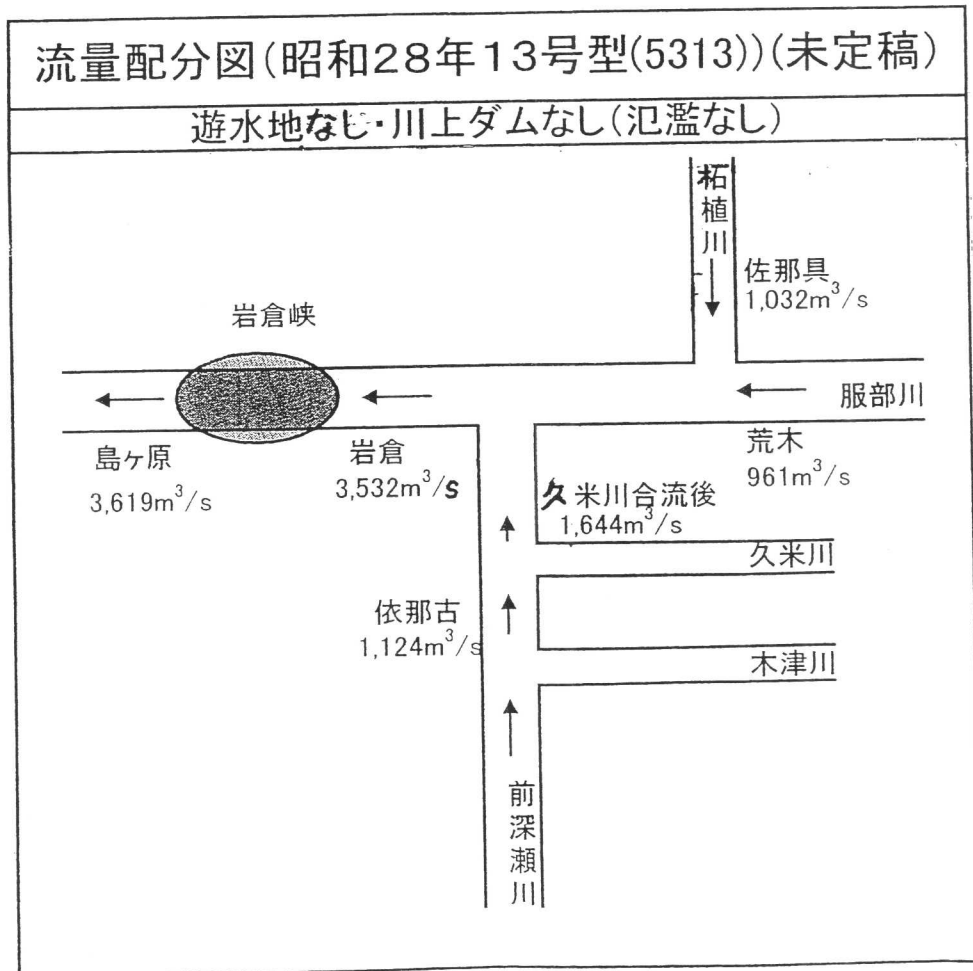 流量配分図(昭和28年13号型(5313))(未定稿)
遊水地なし・川上ダムなし(氾濫なし)
柘植川
佐那具
1,032m³/s
岩倉峡
服部川
島ヶ原
3,619m³/s
岩倉
3,532m³/s
荒木
961m³/s
久米川合流後
1,644m³/s
久米川
依那古
1,124m³/s
木津川
前深瀬川